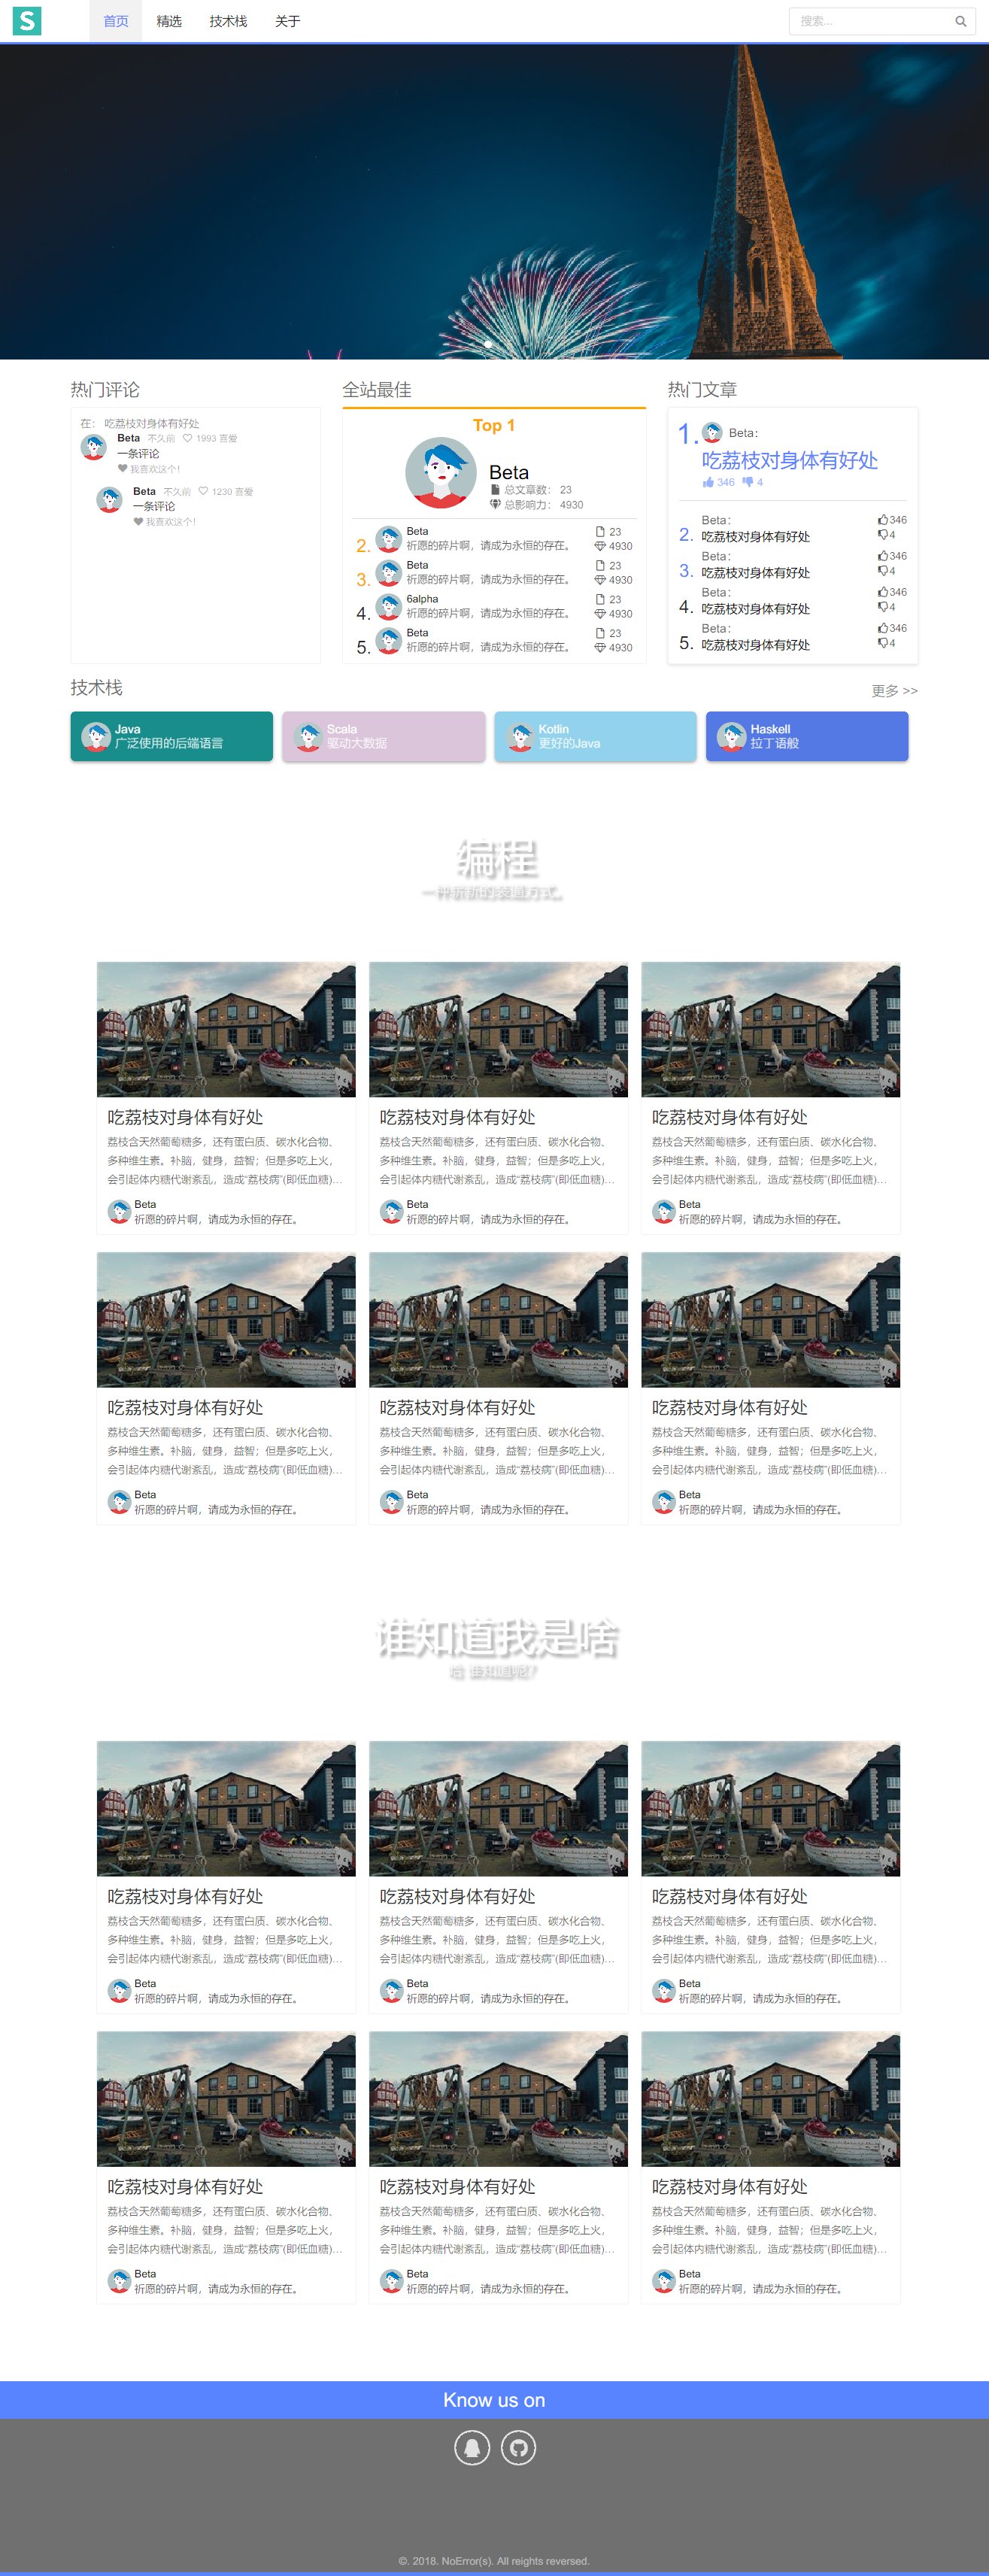 S
首页 精选 技术栈 关于
搜索...
热门评论
在： 吃荔枝对身体有好处
Beta 不久前 1993 喜爱
一条评论
我喜欢这个!
Beta 不久前 1230 喜爱
一条评论
我喜欢这个!
全站最佳
Top 1
Beta
总文章数： 23
总影响力： 4930
2. Beta 23
祈愿的碎片啊，请成为永恒的存在。 4930
3. Beta 23
祈愿的碎片啊，请成为永恒的存在。 4930
4. 6alpha 23
祈愿的碎片啊，请成为永恒的存在。 4930
5. Beta 23
祈愿的碎片啊，请成为永恒的存在。 4930
热门文章
1. Beta：
吃荔枝对身体有好处
346 4
2. Beta： 346
吃荔枝对身体有好处 4
3. Beta： 346
吃荔枝对身体有好处 4
4. Beta： 346
吃荔枝对身体有好处 4
5. Beta： 346
吃荔枝对身体有好处 4
技术栈
更多 >>
Java
广泛使用的后端语言
Scala
驱动大数据
Kotlin
更好的Java
Haskell
拉丁语般
编程
一种崭新的装逼方式。
吃荔枝对身体有好处
荔枝含天然葡萄糖多，还有蛋白质、碳水化合物、
多种维生素。补脑，健身，益智；但是多吃上火，
会引起体内糖代谢紊乱，造成“荔枝病”(即低血糖)...
Beta
祈愿的碎片啊，请成为永恒的存在。
吃荔枝对身体有好处
荔枝含天然葡萄糖多，还有蛋白质、碳水化合物、
多种维生素。补脑，健身，益智；但是多吃上火，
会引起体内糖代谢紊乱，造成“荔枝病”(即低血糖)...
Beta
祈愿的碎片啊，请成为永恒的存在。
吃荔枝对身体有好处
荔枝含天然葡萄糖多，还有蛋白质、碳水化合物、
多种维生素。补脑，健身，益智；但是多吃上火，
会引起体内糖代谢紊乱，造成“荔枝病”(即低血糖)...
Beta
祈愿的碎片啊，请成为永恒的存在。
吃荔枝对身体有好处
荔枝含天然葡萄糖多，还有蛋白质、碳水化合物、
多种维生素。补脑，健身，益智；但是多吃上火，
会引起体内糖代谢紊乱，造成“荔枝病”(即低血糖)...
Beta
祈愿的碎片啊，请成为永恒的存在。
吃荔枝对身体有好处
荔枝含天然葡萄糖多，还有蛋白质、碳水化合物、
多种维生素。补脑，健身，益智；但是多吃上火，
会引起体内糖代谢紊乱，造成“荔枝病”(即低血糖)...
Beta
祈愿的碎片啊，请成为永恒的存在。
吃荔枝对身体有好处
荔枝含天然葡萄糖多，还有蛋白质、碳水化合物、
多种维生素。补脑，健身，益智；但是多吃上火，
会引起体内糖代谢紊乱，造成“荔枝病”(即低血糖)...
Beta
祈愿的碎片啊，请成为永恒的存在。
谁知道我是啥
啥 谁知道呢？
吃荔枝对身体有好处
荔枝含天然葡萄糖多，还有蛋白质、碳水化合物、
多种维生素。补脑，健身，益智；但是多吃上火，
会引起体内糖代谢紊乱，造成“荔枝病”(即低血糖)...
Beta
祈愿的碎片啊，请成为永恒的存在。
吃荔枝对身体有好处
荔枝含天然葡萄糖多，还有蛋白质、碳水化合物、
多种维生素。补脑，健身，益智；但是多吃上火，
会引起体内糖代谢紊乱，造成“荔枝病”(即低血糖)...
Beta
祈愿的碎片啊，请成为永恒的存在。
吃荔枝对身体有好处
荔枝含天然葡萄糖多，还有蛋白质、碳水化合物、
多种维生素。补脑，健身，益智；但是多吃上火，
会引起体内糖代谢紊乱，造成“荔枝病”(即低血糖)...
Beta
祈愿的碎片啊，请成为永恒的存在。
吃荔枝对身体有好处
荔枝含天然葡萄糖多，还有蛋白质、碳水化合物、
多种维生素。补脑，健身，益智；但是多吃上火，
会引起体内糖代谢紊乱，造成“荔枝病”(即低血糖)...
Beta
祈愿的碎片啊，请成为永恒的存在。
吃荔枝对身体有好处
荔枝含天然葡萄糖多，还有蛋白质、碳水化合物、
多种维生素。补脑，健身，益智；但是多吃上火，
会引起体内糖代谢紊乱，造成“荔枝病”(即低血糖)...
Beta
祈愿的碎片啊，请成为永恒的存在。
吃荔枝对身体有好处
荔枝含天然葡萄糖多，还有蛋白质、碳水化合物、
多种维生素。补脑，健身，益智；但是多吃上火，
会引起体内糖代谢紊乱，造成“荔枝病”(即低血糖)...
Beta
祈愿的碎片啊，请成为永恒的存在。
Know us on
©. 2018. NoError(s). All reights reversed.